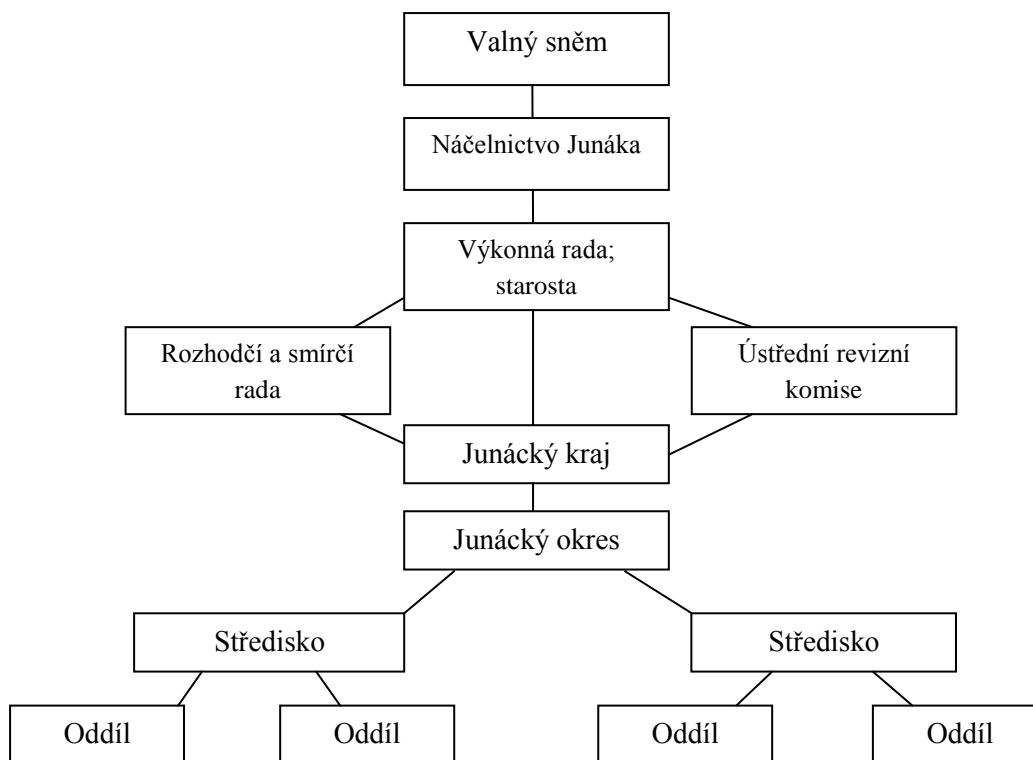 Valný sněm
Náčelnictvo Junáka
Výkonná rada;
starosta
Rozhodčí a smírčí
rada
Ústřední revizní
komise
Junácký kraj
Junácký okres
Středisko
Středisko
Oddíl
Oddíl
Oddíl
Oddíl